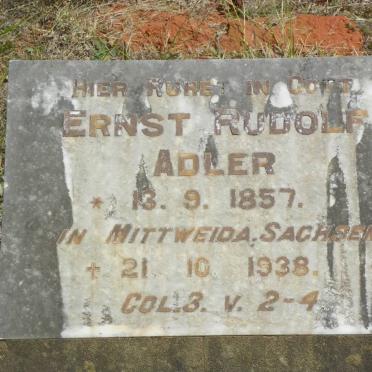 HIER RUHET IN GOTT
ERNST RUDOLF
ADLER
* 13. 9. 1857.
IN MITTWEIDA, SACHSEN
+ 21 10 1938.
COL. 3. V. 2-4